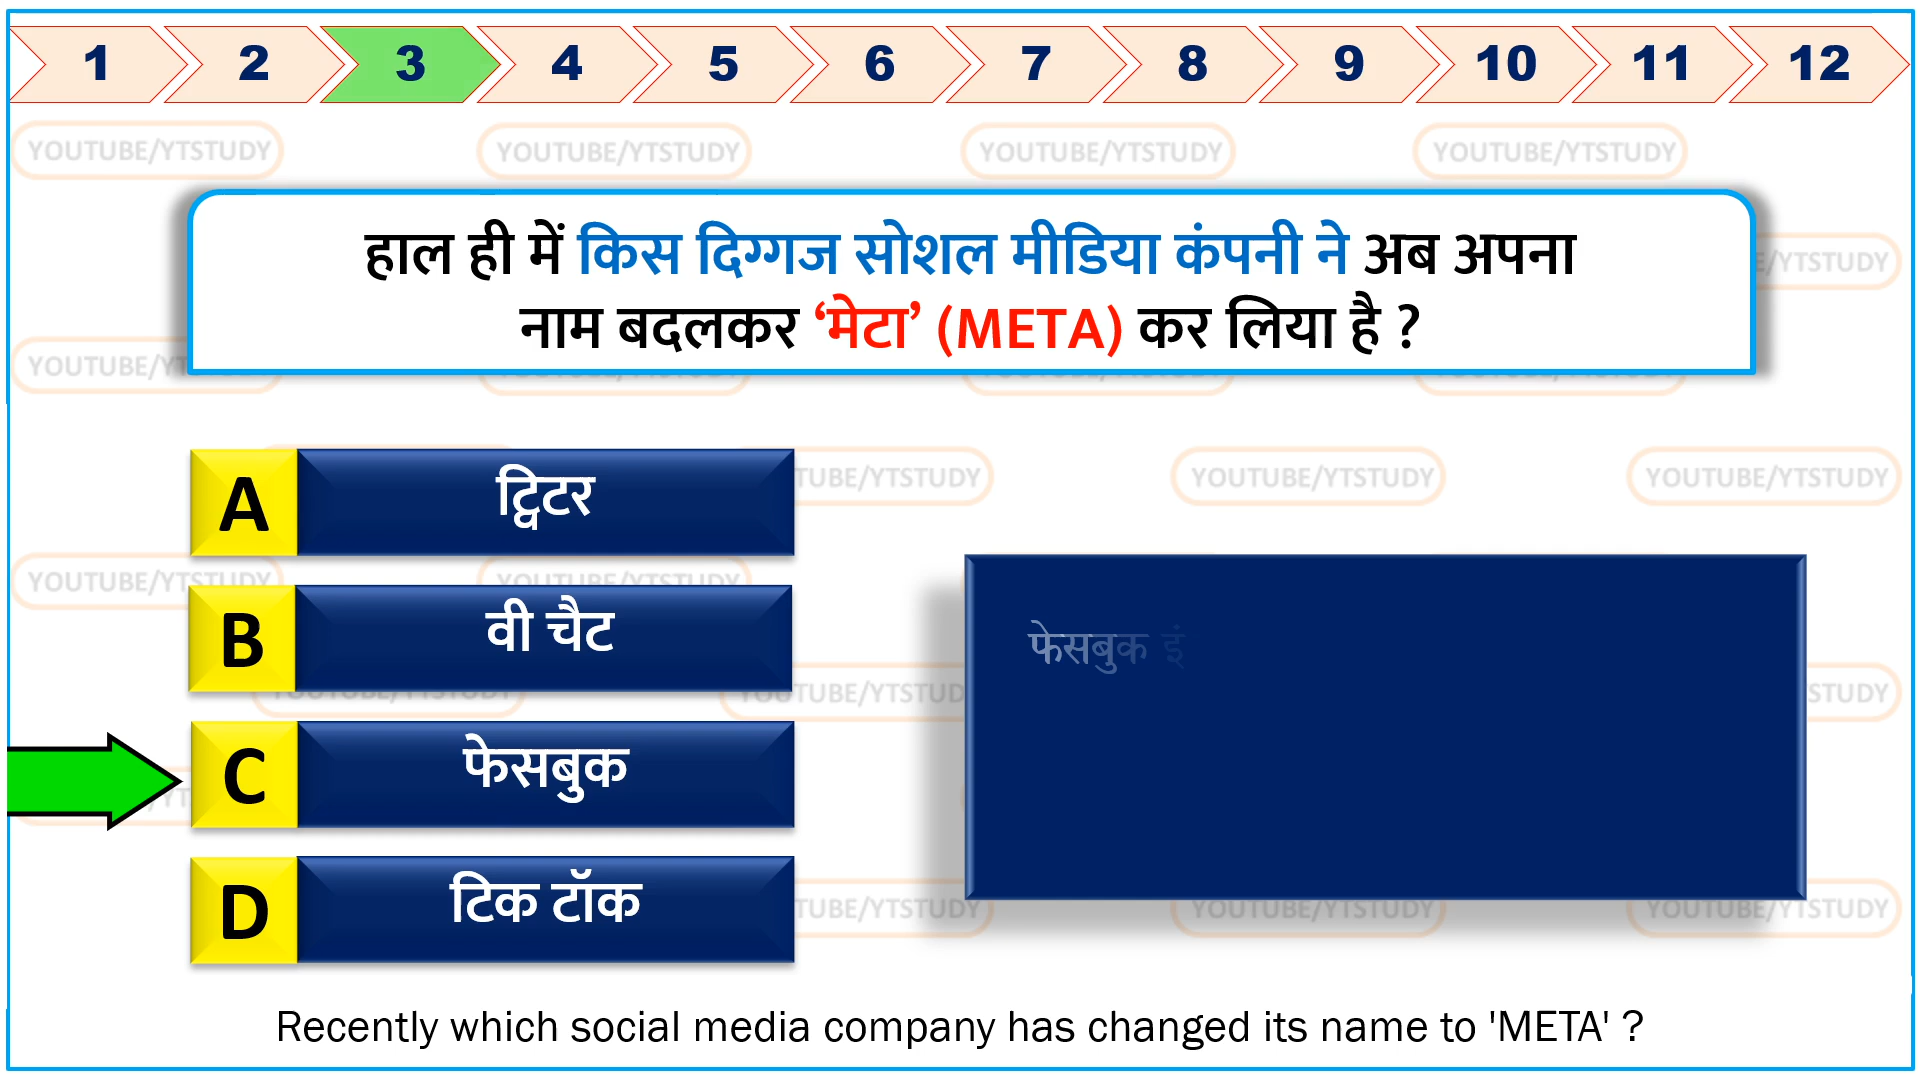 1 2 3 4 5 6 7 8 9 10 11 12
YOUTUBE/YTSTUDY YOUTUBE/YTSTUDY YOUTUBE/YTSTUDY YOUTUBE/YTSTUDY
हाल ही में किस दिग्गज सोशल मीडिया कंपनी ने अब अपना
नाम बदलकर ‘मेटा’ (META) कर लिया है ?
A ट्विटर
YOUTUBE/YTSTUDY YOUTUBE/YTSTUDY
B वी चैट
C फेसबुक
फेसबुक इं
D टिक टॉक
Recently which social media company has changed its name to 'META' ?